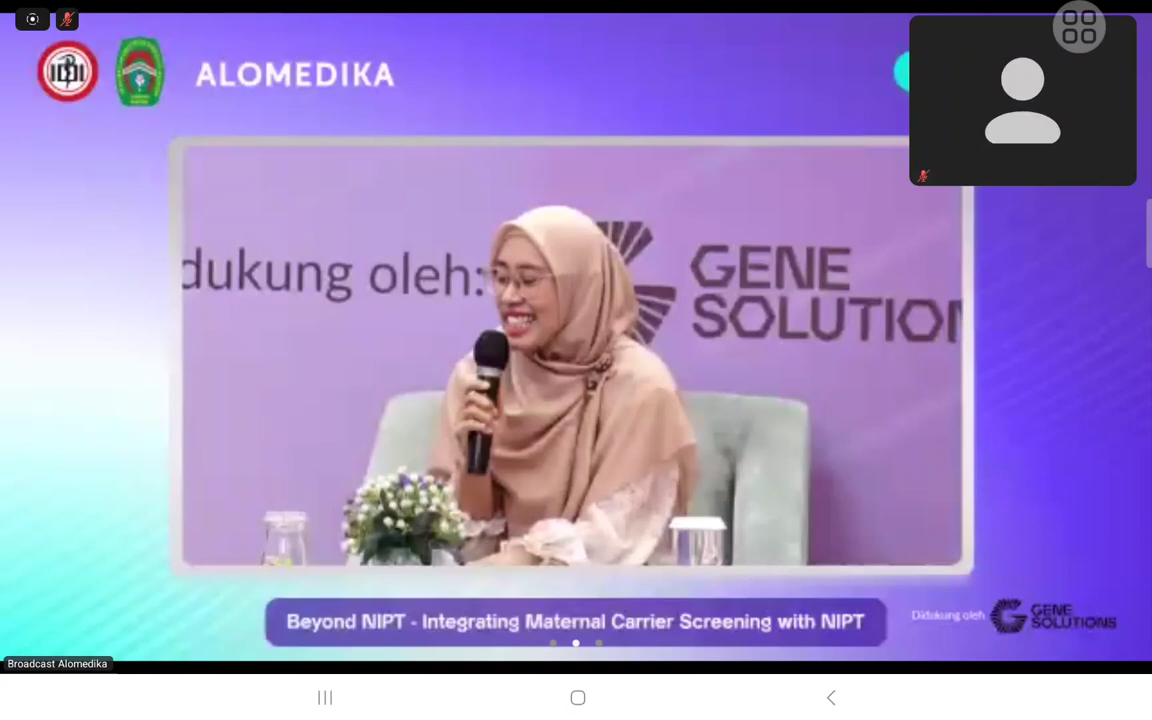 IDI
ALOMEDIKA
dukung oleh:
GENE
SOLUTION
Beyond NIPT - Integrating Maternal Carrier Screening with NIPT
Didukung oleh
GENE
SOLUTIONS
Broadcast Alomedika